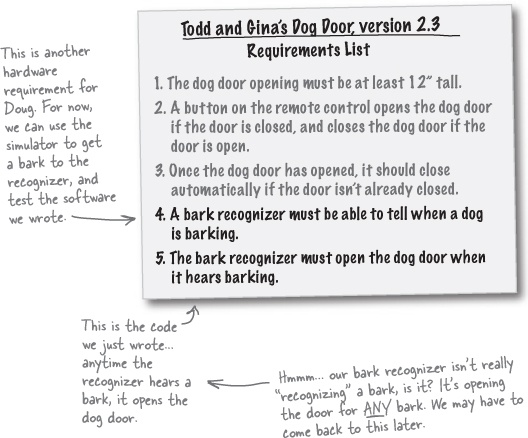 Todd and Gina's Dog Door, version 2.3
Requirements List
1. The dog door opening must be at least 12" tall.
2. A button on the remote control opens the dog door
if the door is closed, and closes the dog door if the
door is open.
3. Once the dog door has opened, it should close
automatically if the door isn't already closed.
4. A bark recognizer must be able to tell when a dog
is barking.
5. The bark recognizer must open the dog door when
it hears barking.
This is another
hardware
requirement for
Doug. For now,
we can use the
simulator to get
a bark to the
recognizer, and
test the software
we wrote.
This is the code
we just wrote...
anytime the
recognizer hears a
bark, it opens the
dog door.
Hmmm... our bark recognizer isn't really
"recognizing" a bark, is it? It's opening
the door for ANY bark. We may have to
come back to this later.